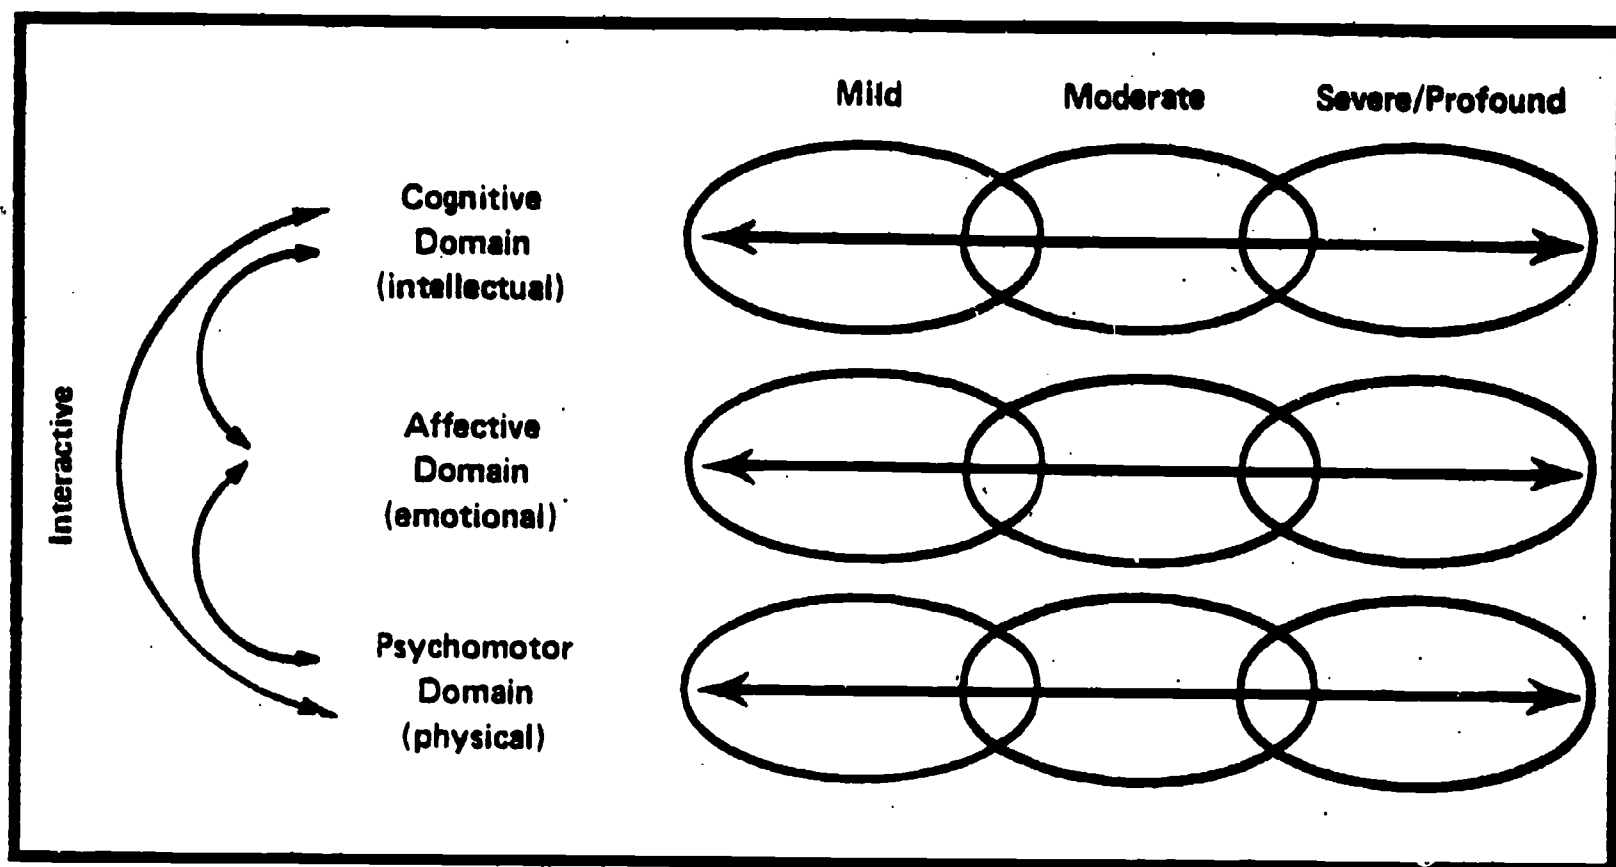 Mild Moderate Severe/Profound
Cognitive
Domain
(intellectual)
Interactive
Affective
Domain
(emotional)
Psychomotor
Domain
(physical)